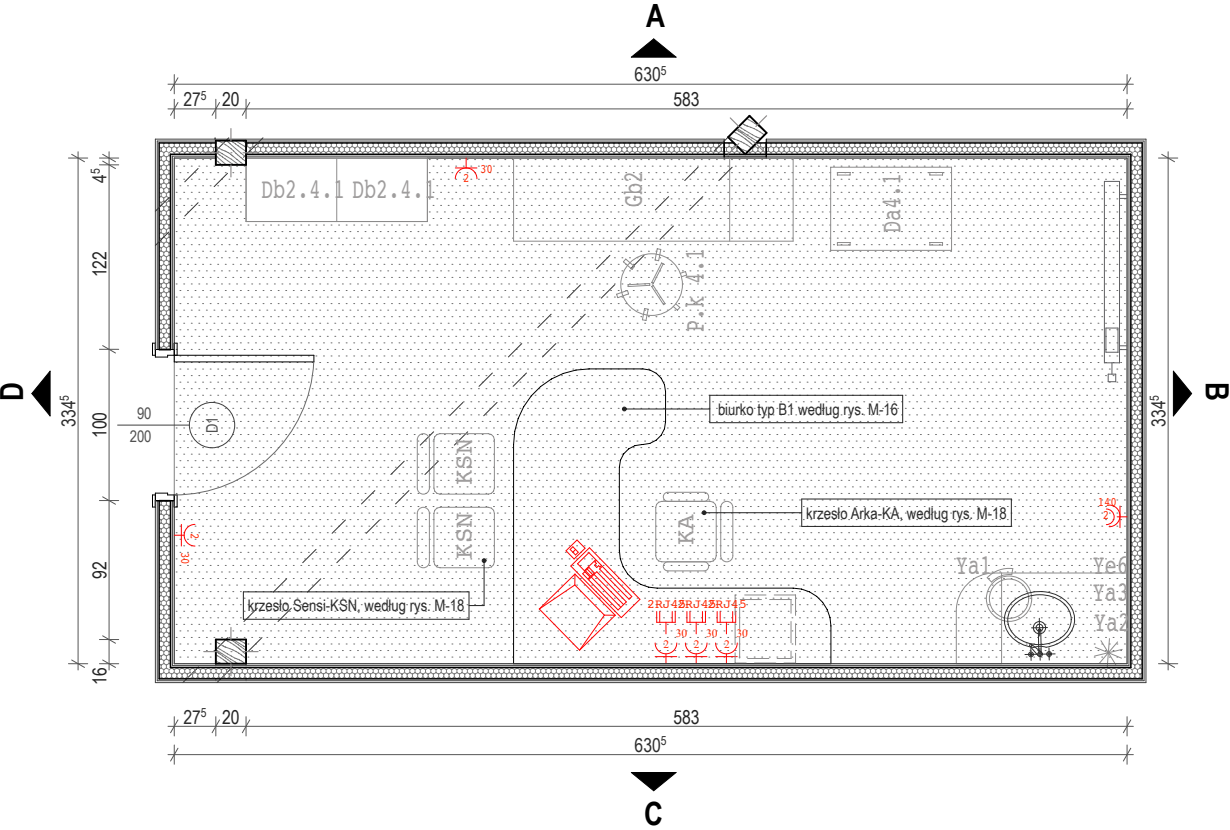 A
630⁵
27⁵ 20 583
4⁵
122
100
92
16
334⁵
334⁵
D
B
Db2.4.1 Db2.4.1
2 30
Gb2
Da4.1
p.k 4.1
90
200
D1
biurko typ B1 według rys. M-16
KSN
KSN
KA
krzesło Arka-KA, według rys. M-18
140
2
2
30
Ya1 Ye6
Ya3
Ya2
krzesło Sensi-KSN, według rys. M-18
2RJ45 2RJ45 2RJ45
30 30 30
2 2 2
27⁵ 20 583
630⁵
C